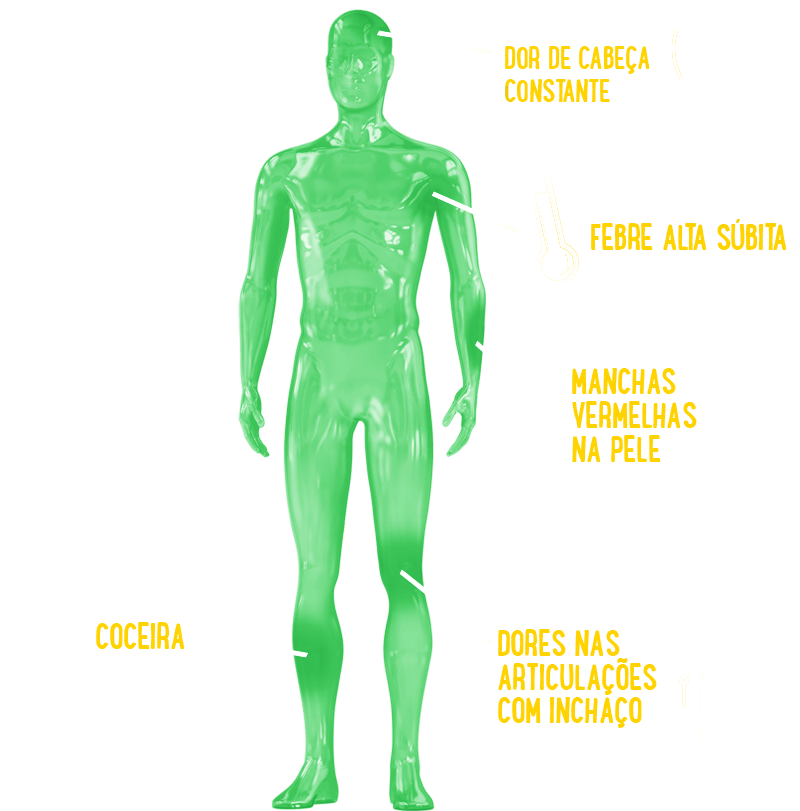 DOR DE CABEÇA
CONSTANTE
FEBRE ALTA SÚBITA
MANCHAS
VERMELHAS
NA PELE
COCEIRA
DORES NAS
ARTICULAÇÕES
COM INCHAÇO